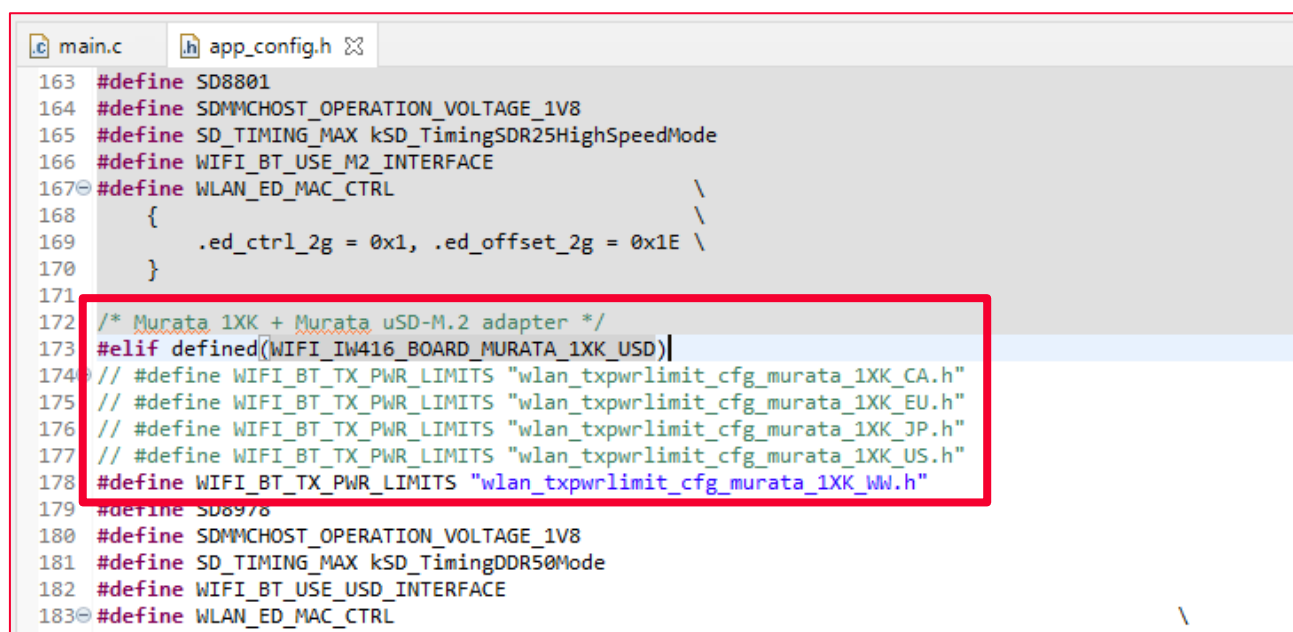 main.c app_config.h
163 #define SD8801
164 #define SDMMCHOST_OPERATION_VOLTAGE_1V8
165 #define SD_TIMING_MAX kSD_TimingSDR25HighSpeedMode
166 #define WIFI_BT_USE_M2_INTERFACE
167 #define WLAN_ED_MAC_CTRL \
168 { \
169 .ed_ctrl_2g = 0x1, .ed_offset_2g = 0x1E \
170 }
171
172 /* Murata 1XK + Murata uSD-M.2 adapter */
173 #elif defined(WIFI_IW416_BOARD_MURATA_1XK_USD)
174 // #define WIFI_BT_TX_PWR_LIMITS "wlan_txpwrlimit_cfg_murata_1XK_CA.h"
175 // #define WIFI_BT_TX_PWR_LIMITS "wlan_txpwrlimit_cfg_murata_1XK_EU.h"
176 // #define WIFI_BT_TX_PWR_LIMITS "wlan_txpwrlimit_cfg_murata_1XK_JP.h"
177 // #define WIFI_BT_TX_PWR_LIMITS "wlan_txpwrlimit_cfg_murata_1XK_US.h"
178 #define WIFI_BT_TX_PWR_LIMITS "wlan_txpwrlimit_cfg_murata_1XK_WW.h"
179 #define SD8978
180 #define SDMMCHOST_OPERATION_VOLTAGE_1V8
181 #define SD_TIMING_MAX kSD_TimingDDR50Mode
182 #define WIFI_BT_USE_USD_INTERFACE
183 #define WLAN_ED_MAC_CTRL \